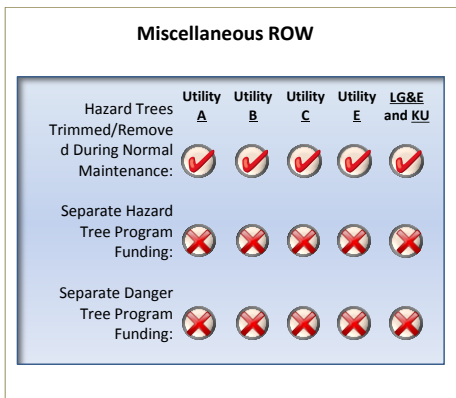 Miscellaneous ROW
Utility A
Utility B
Utility C
Utility E
LG&E and KU
Hazard Trees
Trimmed/Remove
d During Normal
Maintenance:
Separate Hazard
Tree Program
Funding:
Separate Danger
Tree Program
Funding: